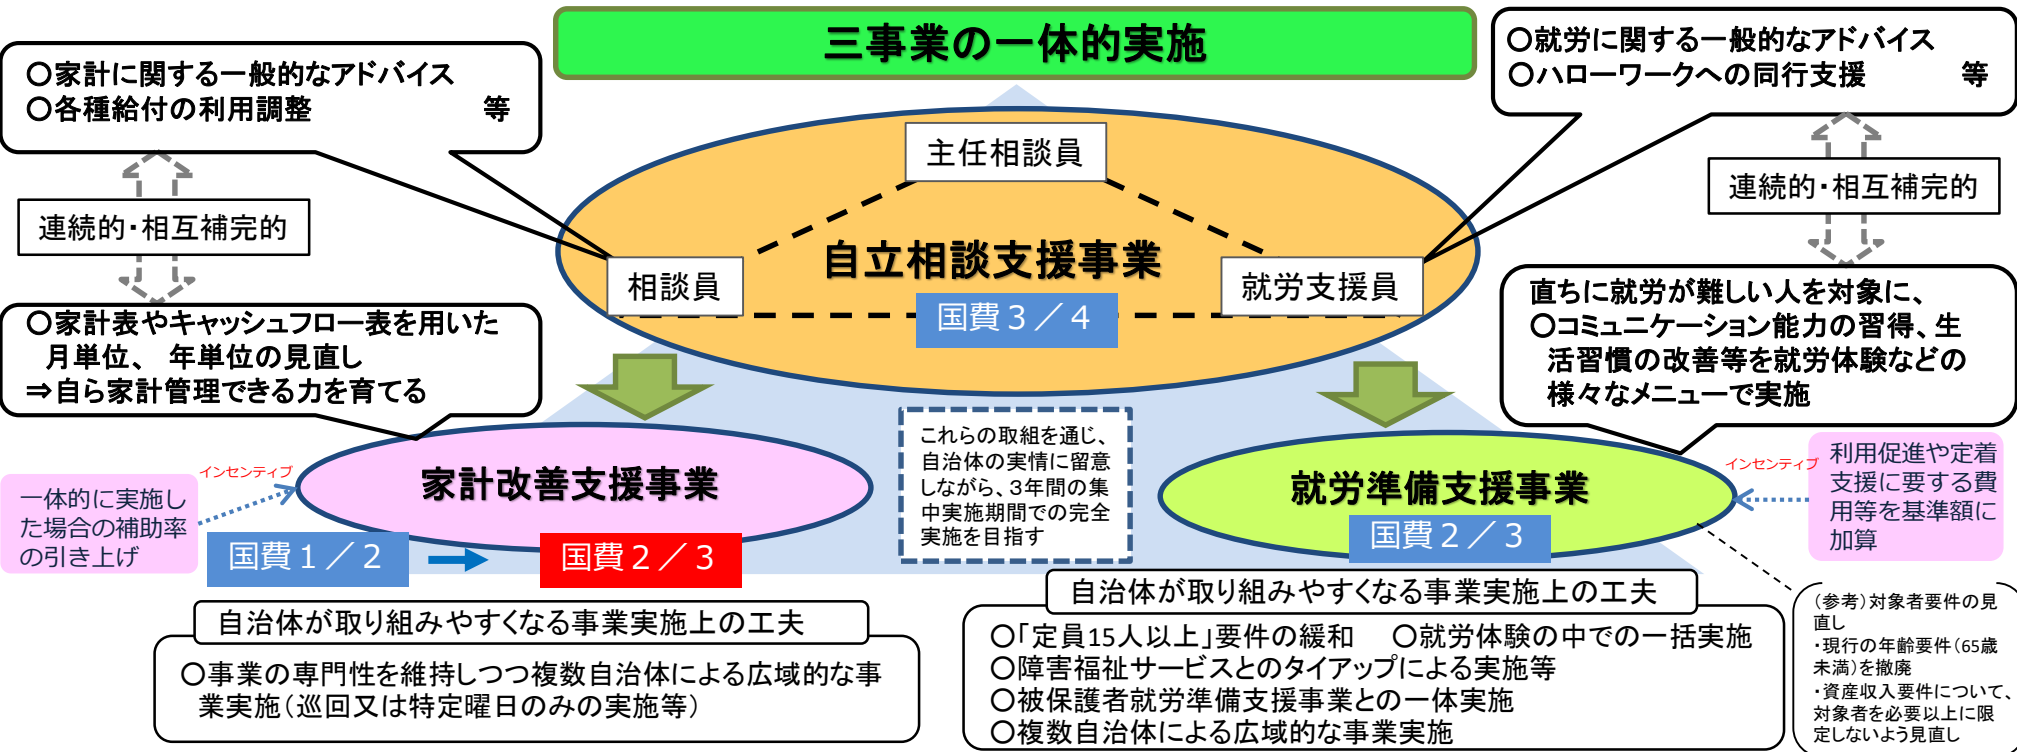 三事業の一体的実施
○家計に関する一般的なアドバイス
○各種給付の利用調整　　　　　　等
連続的・相互補完的
○家計表やキャッシュフロー表を用いた
月単位、 年単位の見直し
⇒自ら家計管理できる力を育てる
○就労に関する一般的なアドバイス
○ハローワークへの同行支援　　　等
連続的・相互補完的
直ちに就労が難しい人を対象に、
○コミュニケーション能力の習得、生
活習慣の改善等を就労体験などの
様々なメニューで実施
主任相談員
自立相談支援事業
相談員
就労支援員
国費３／４
これらの取組を通じ、
自治体の実情に留意
しながら、３年間の集
中実施期間での完全
実施を目指す
家計改善支援事業
インセンティブ
一体的に実施し
た場合の補助率
の引き上げ
国費１／２
国費２／３
就労準備支援事業
国費２／３
インセンティブ
利用促進や定着
支援に要する費
用等を基準額に
加算
自治体が取り組みやすくなる事業実施上の工夫
○事業の専門性を維持しつつ複数自治体による広域的な事
業実施（巡回又は特定曜日のみの実施等）
自治体が取り組みやすくなる事業実施上の工夫
○「定員15人以上」要件の緩和　○就労体験の中での一括実施
○障害福祉サービスとのタイアップによる実施等
○被保護者就労準備支援事業との一体実施
○複数自治体による広域的な事業実施
（参考）対象者要件の見
直し
・現行の年齢要件（65歳
未満）を撤廃
・資産収入要件について、
対象者を必要以上に限
定しないよう見直し